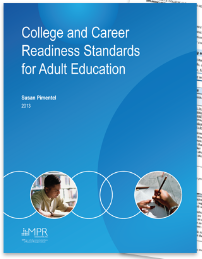 College and Career
Readiness Standards
for Adult Education
Susan Pimentel
2013
MPR